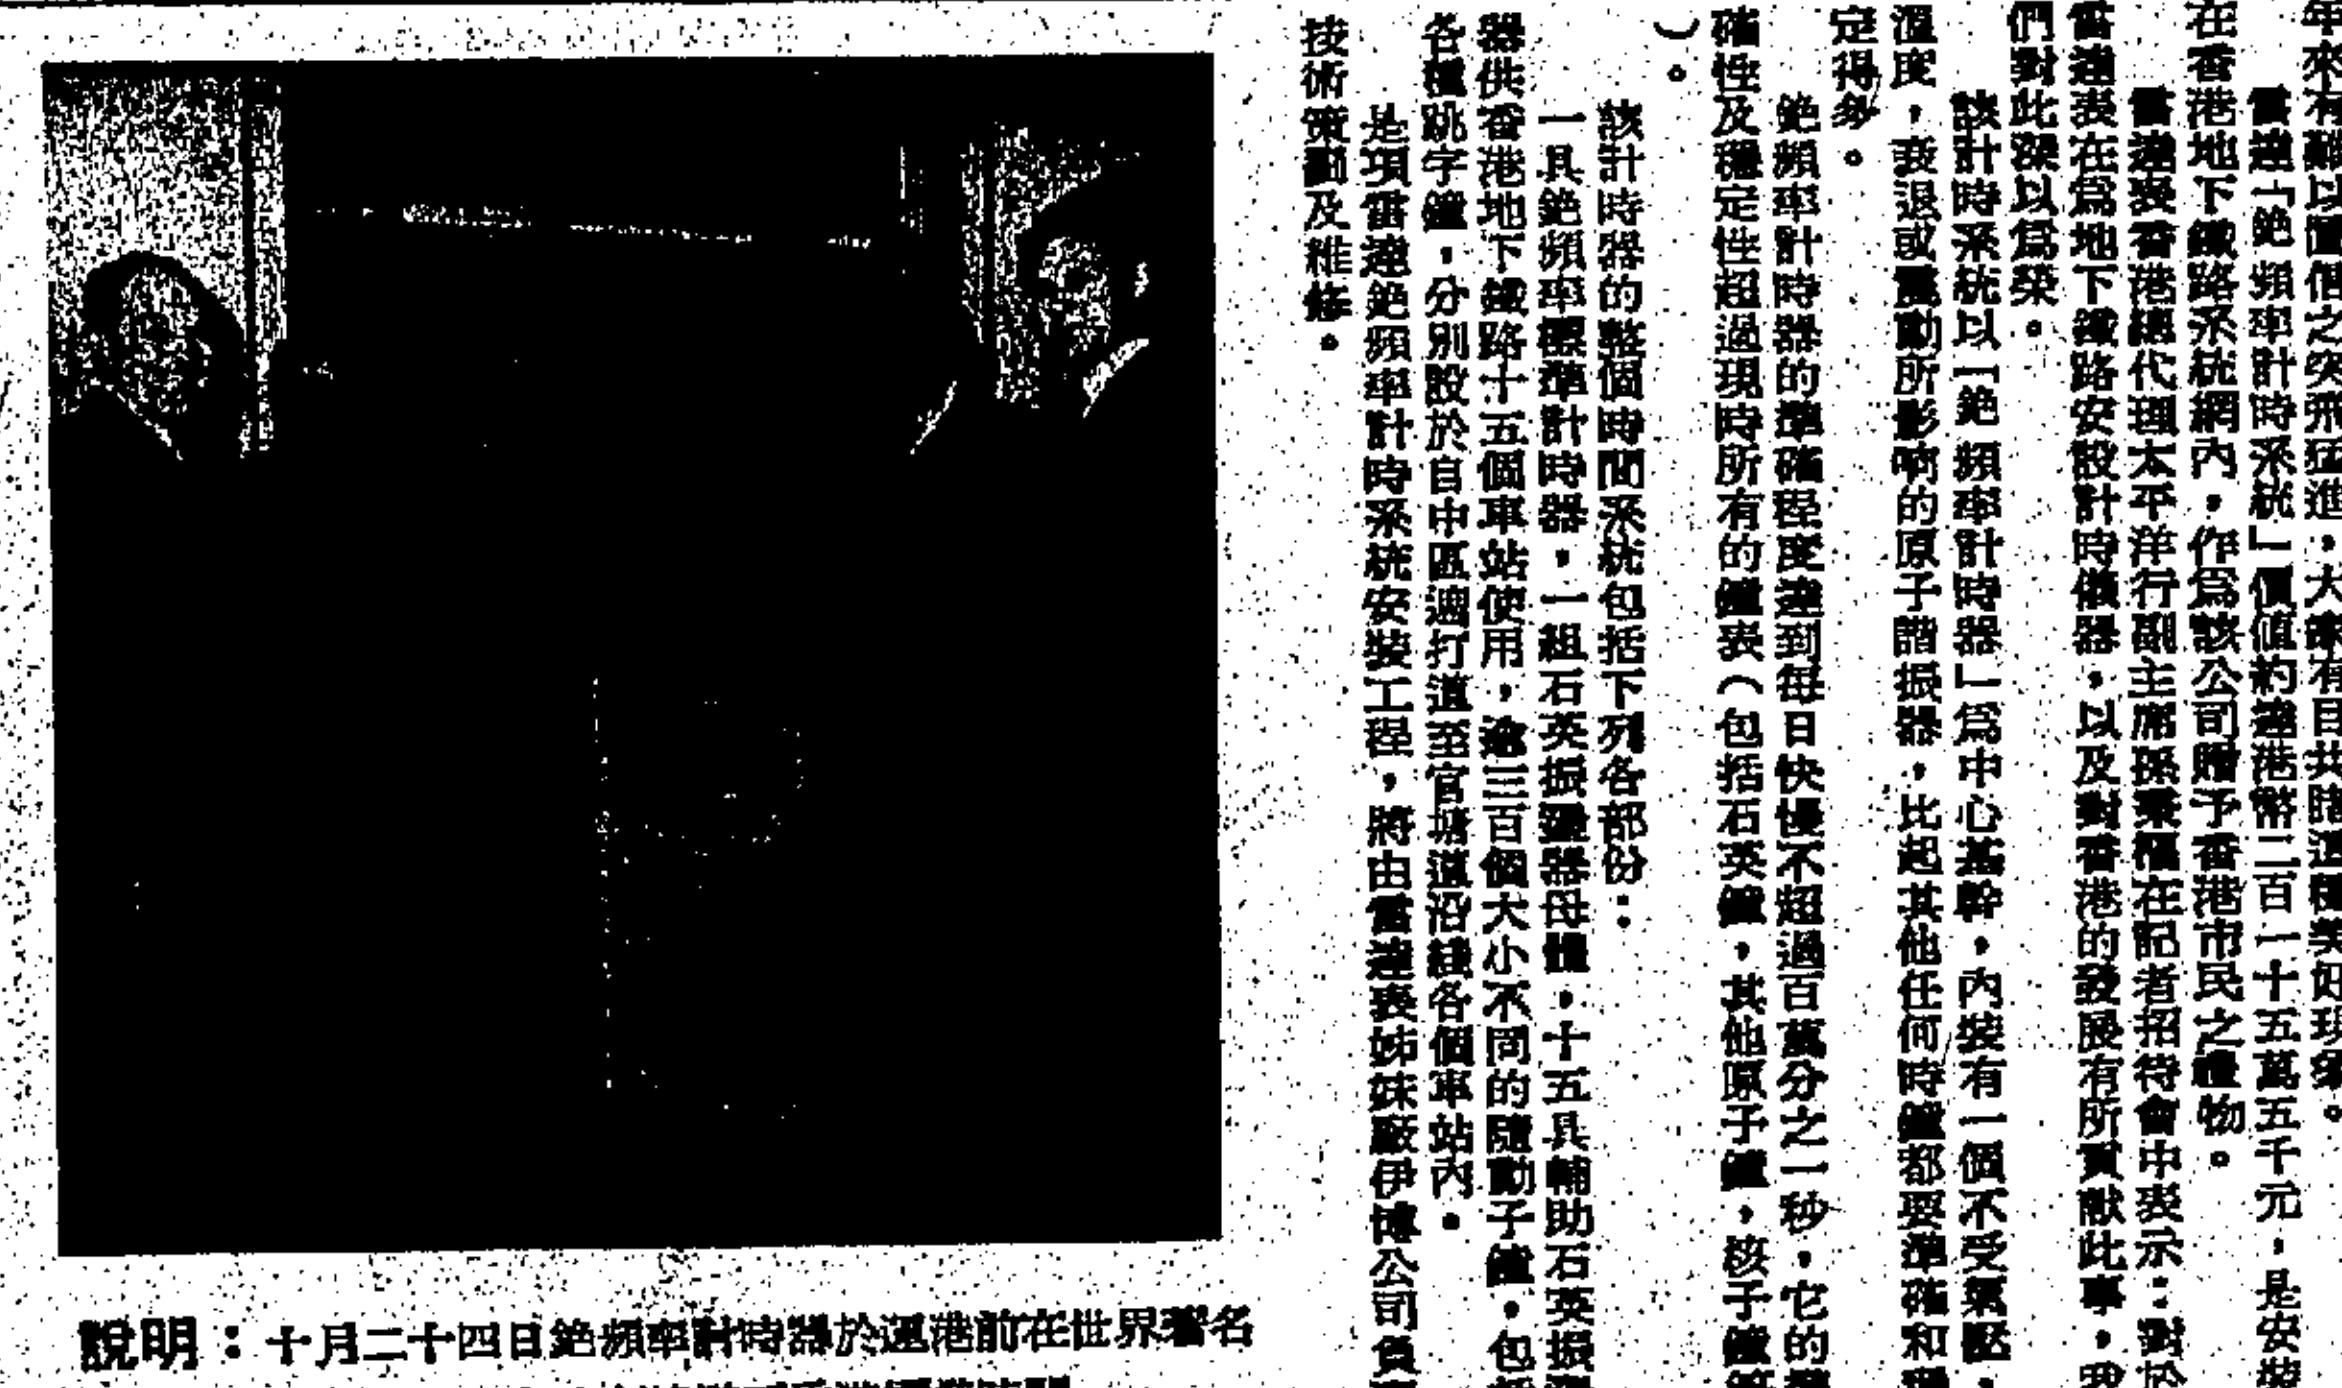 年來有難以置信之突飛猛進，大家有目共睹這種美好現象。
雷達「銫頻率計時系統」價值約達港幣二百一十五萬五千元，是安裝
在香港地下鐵路系統網內，作爲該公司贈予香港市民之禮物。
雷達表香港總代理太平洋行副主席孫秉樞在記者招待會中表示：對於
雷達表在爲地下鐵路安設計時儀器，以及對香港的發展有所貢獻此事，我
們對此深以爲榮。
該計時系統以「銫頻率計時器」爲中心基幹，內裝有一個不受氣壓，
溫度，衰退或震動所影响的原子諧振器，比起其他任何時鐘都要準確和穩
定得多。
銫頻率計時器的準確程度達到每日快慢不超過百萬分之一秒，它的準
確性及穩定性超過現時所有的鐘表（包括石英鐘，其他原子鐘，核子鐘等
）。
該計時器的整個時間系統包括下列各部份：
一具銫頻率標準計時器，一組石英振盪器母體，十五具輔助石英振盪
器供香港地下鐵路十五個車站使用，逾三百個大小不同的隨動子鐘，包括
各種跳字鐘，分別設於自中區遮打道至官塘道沿綫各個車站內。
是項雷達銫頻率計時系統安裝工程，將由雷達表姊妹廠伊博公司負責
技術策劃及維修。
說明：十月二十四日銫頻率計時器於運港前在世界著名